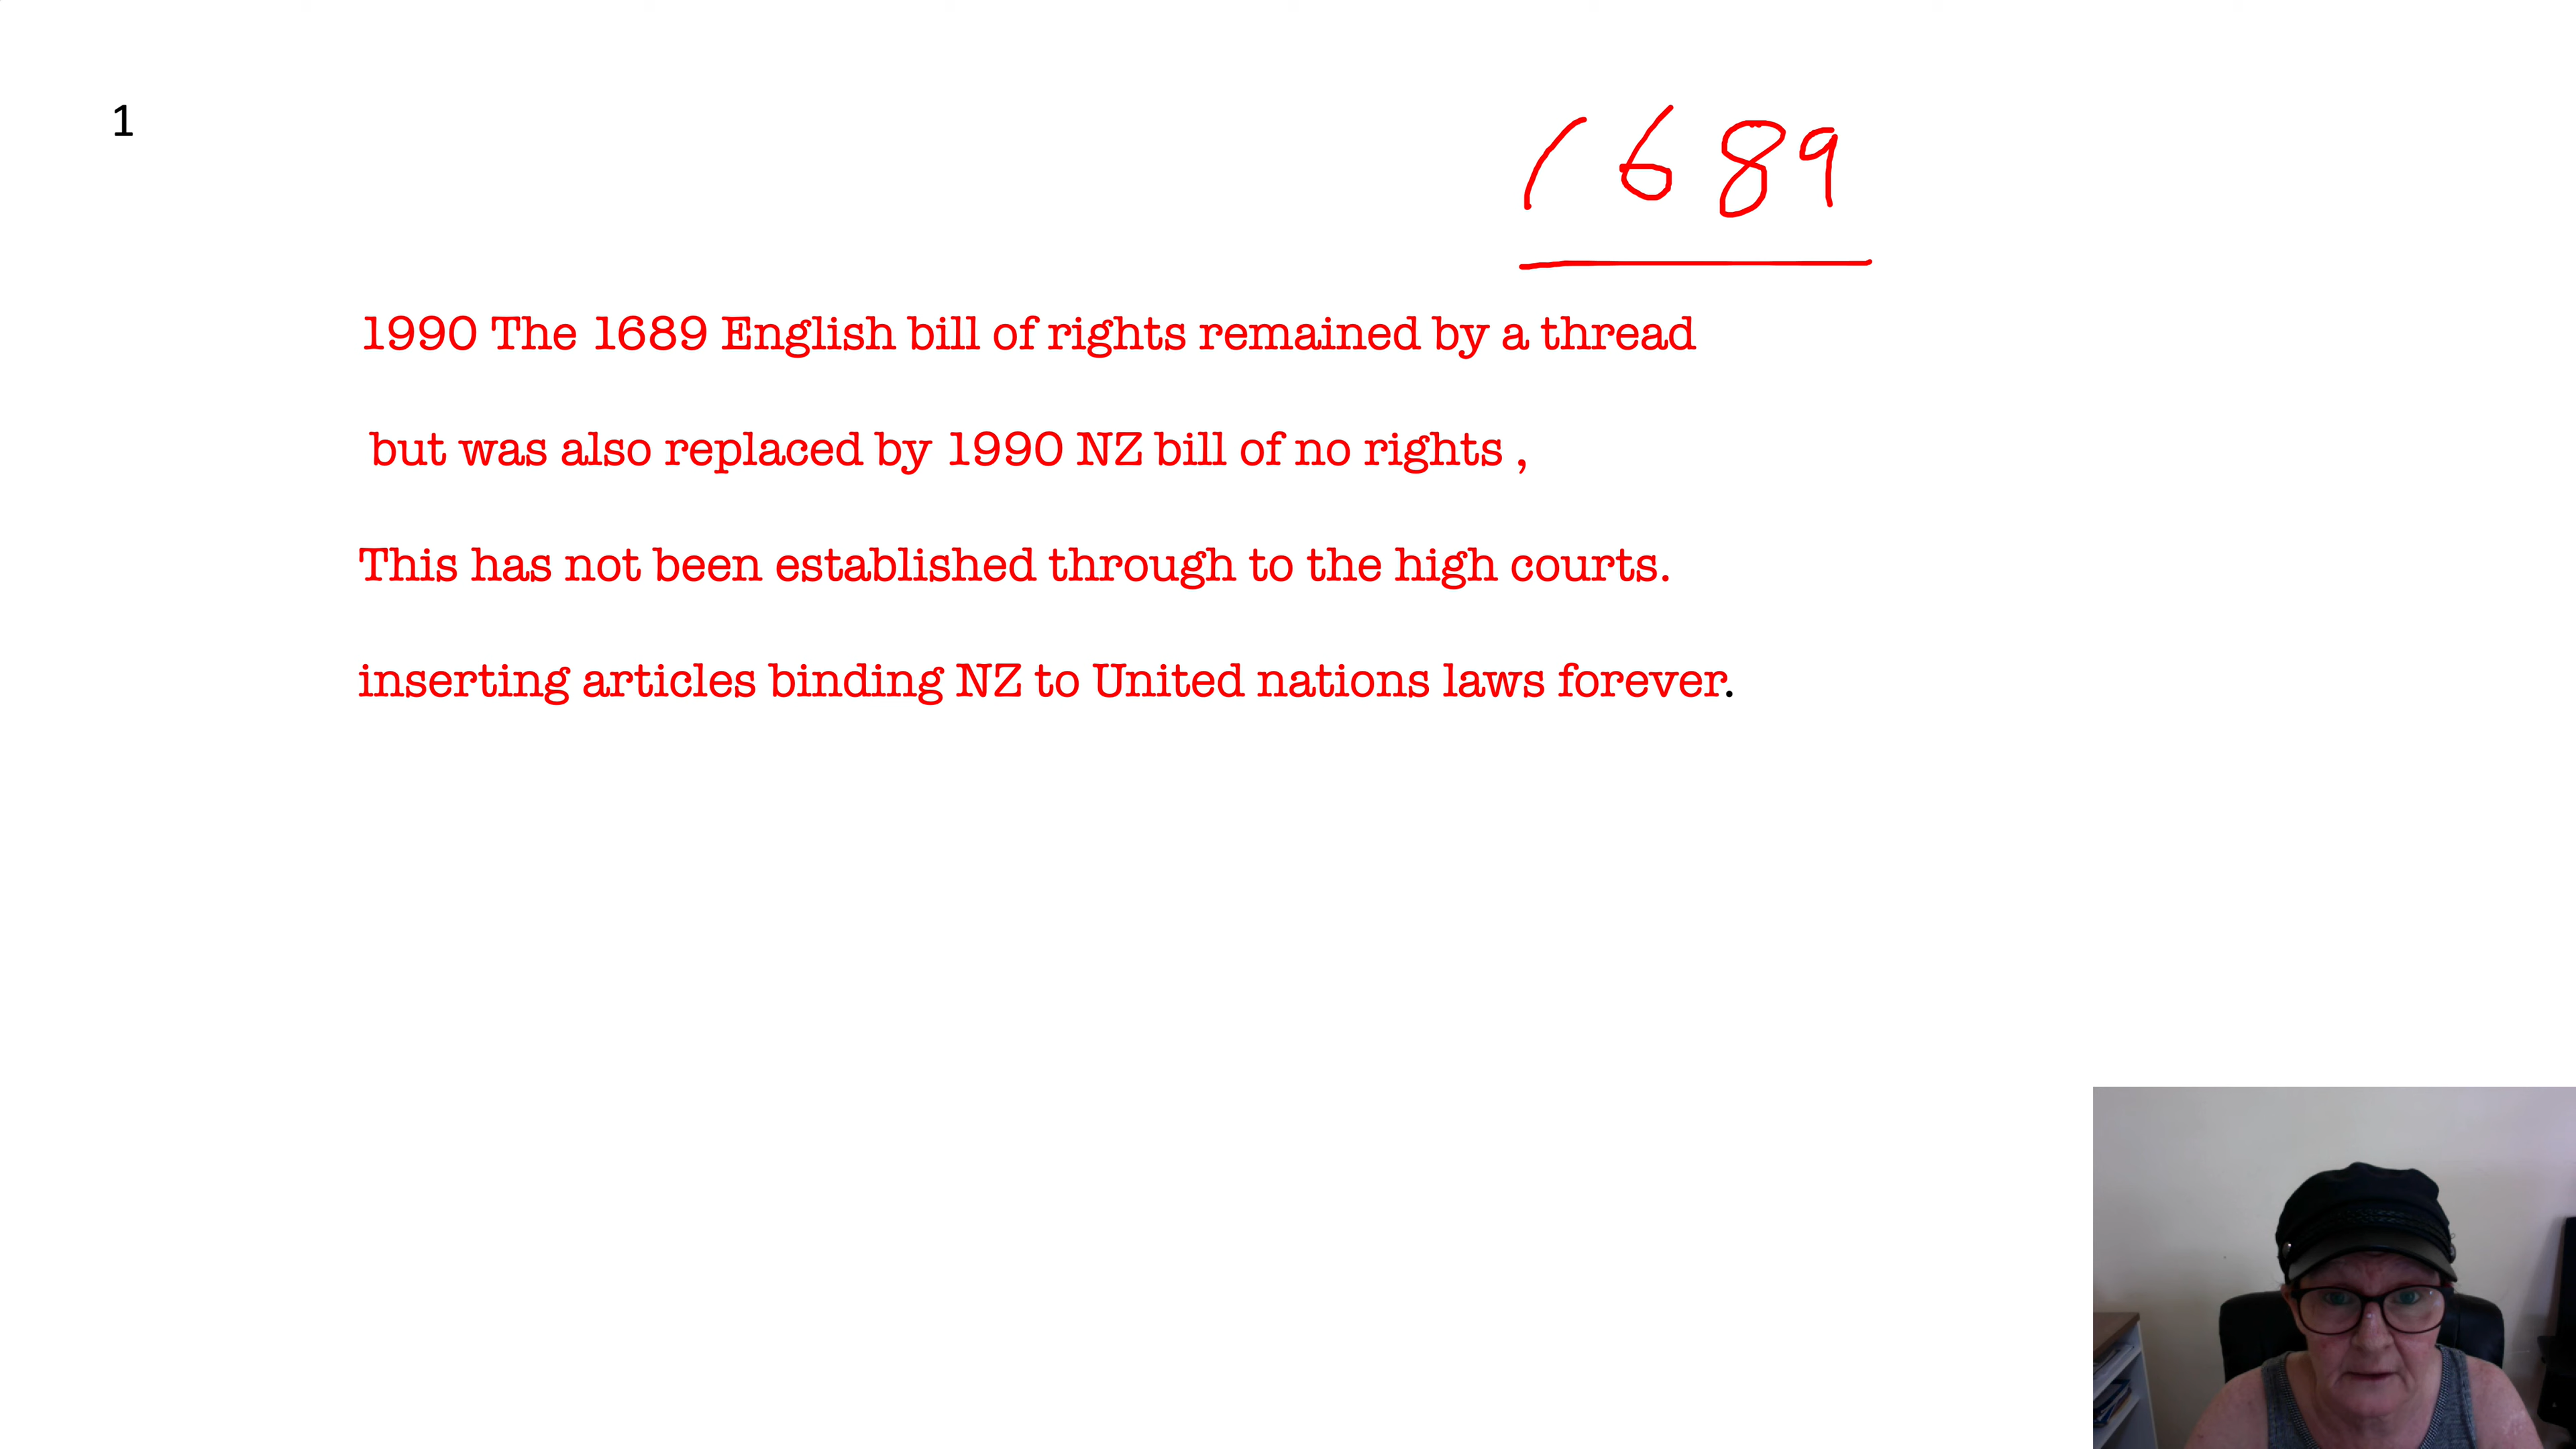 1
1689
1990 The 1689 English bill of rights remained by a thread
but was also replaced by 1990 NZ bill of no rights ,
This has not been established through to the high courts.
inserting articles binding NZ to United nations laws forever.